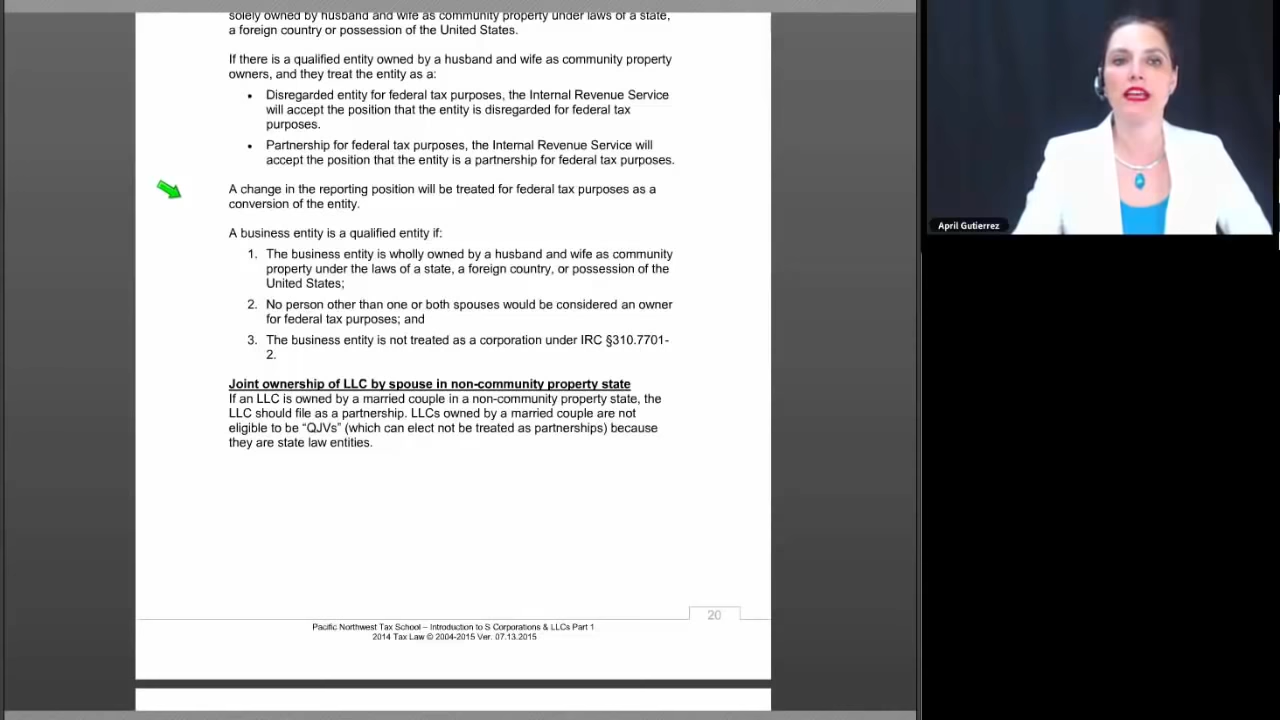 solely owned by husband and wife as community property under laws of a state,
a foreign country or possession of the United States.
If there is a qualified entity owned by a husband and wife as community property
owners, and they treat the entity as a:
• Disregarded entity for federal tax purposes, the Internal Revenue Service
will accept the position that the entity is disregarded for federal tax
purposes.
• Partnership for federal tax purposes, the Internal Revenue Service will
accept the position that the entity is a partnership for federal tax purposes.
A change in the reporting position will be treated for federal tax purposes as a
conversion of the entity.
A business entity is a qualified entity if:
1. The business entity is wholly owned by a husband and wife as community
property under the laws of a state, a foreign country, or possession of the
United States;
2. No person other than one or both spouses would be considered an owner
for federal tax purposes; and
3. The business entity is not treated as a corporation under IRC §310.7701-
2.
Joint ownership of LLC by spouse in non-community property state
If an LLC is owned by a married couple in a non-community property state, the
LLC should file as a partnership. LLCs owned by a married couple are not
eligible to be “QJVs” (which can elect not be treated as partnerships) because
they are state law entities.
20
Pacific Northwest Tax School – Introduction to S Corporations & LLCs Part 1
2014 Tax Law © 2004-2015 Ver. 07.13.2015
April Gutierrez